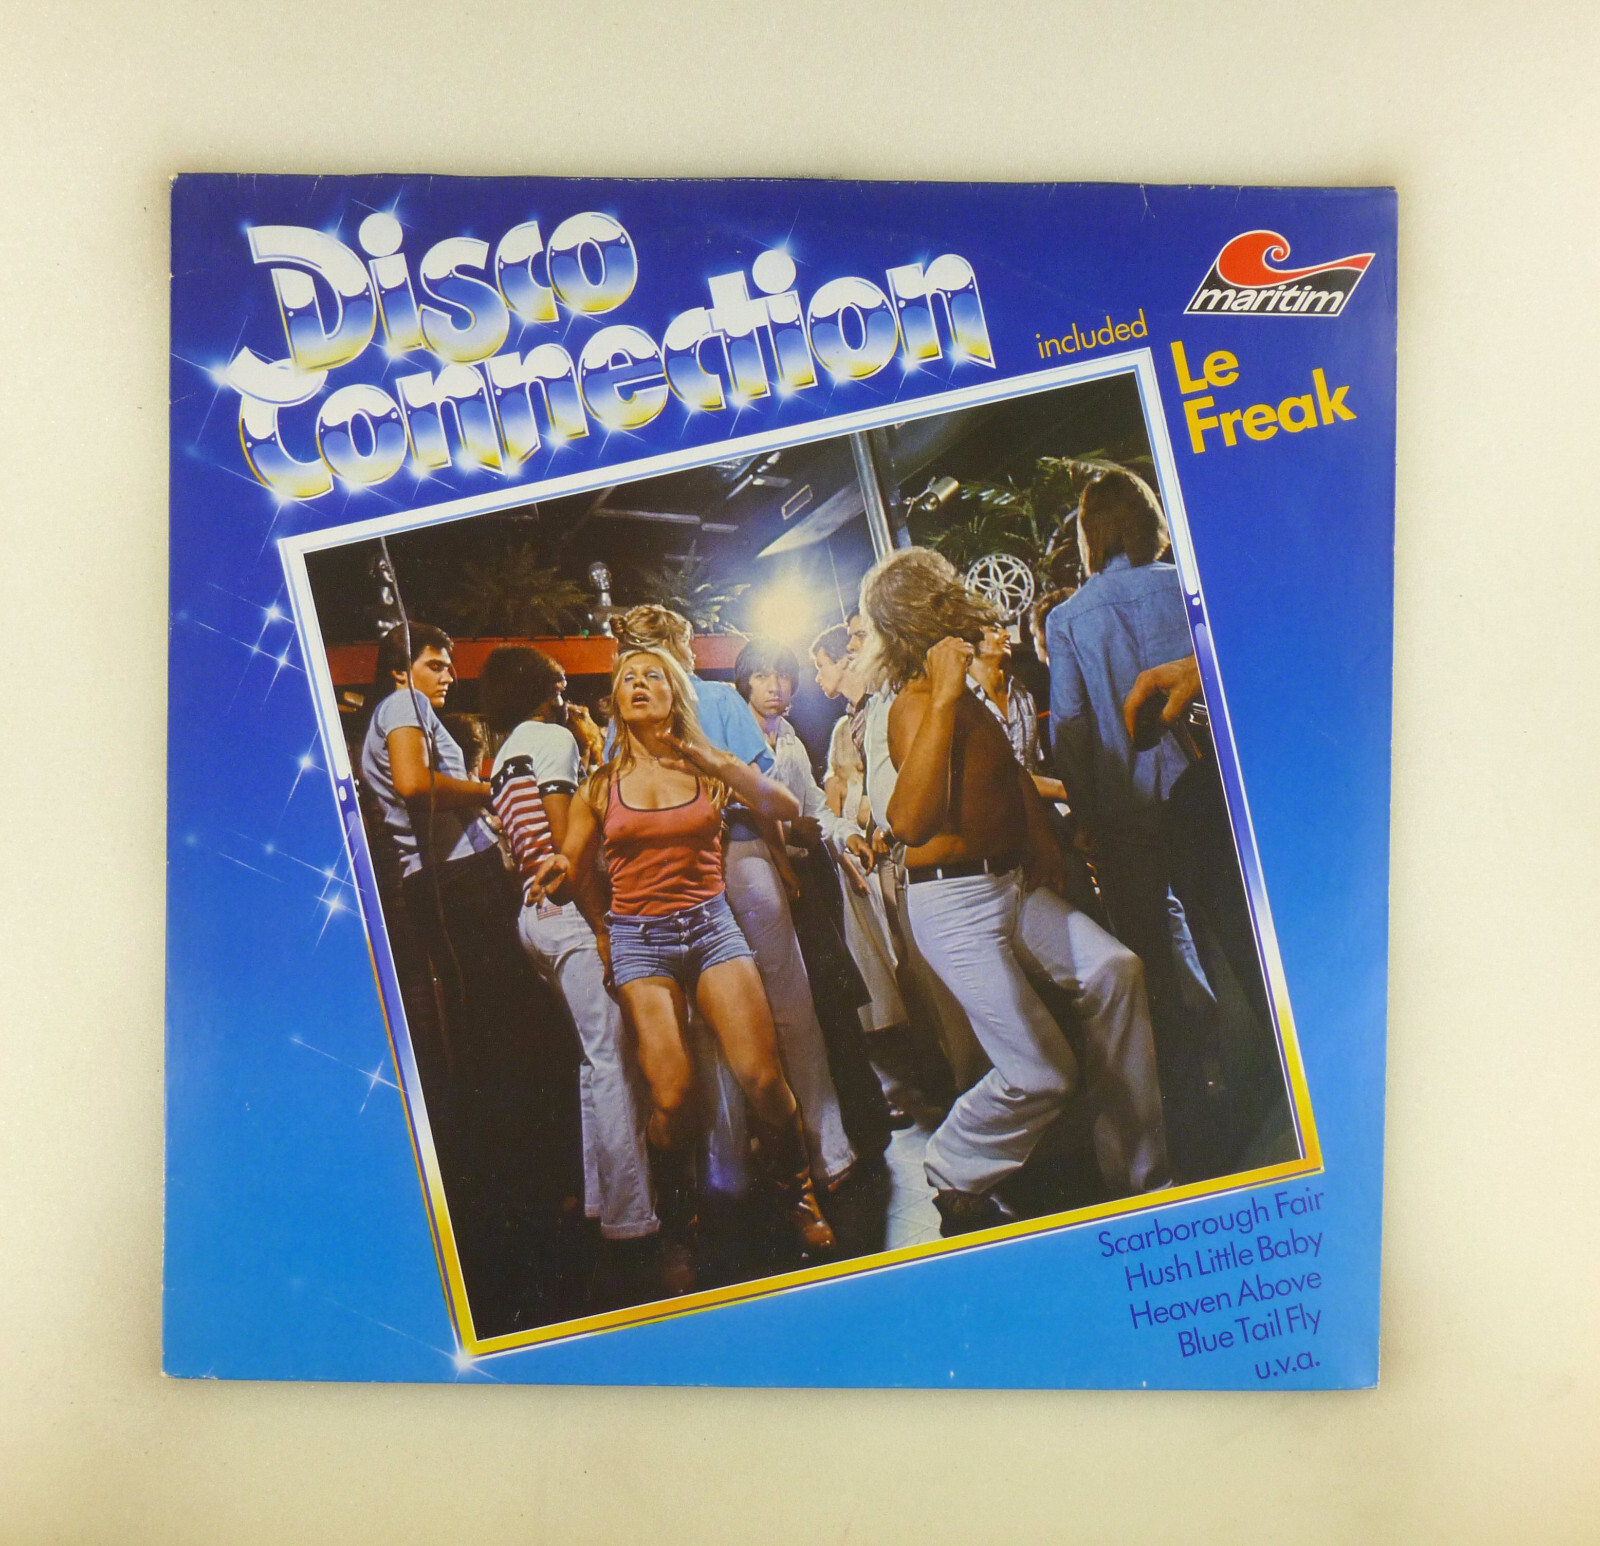 Disco
Connection
maritim
included
Le
Freak
Scarborough Fair
Hush Little Baby
Heaven Above
Blue Tail Fly
u.v.a.